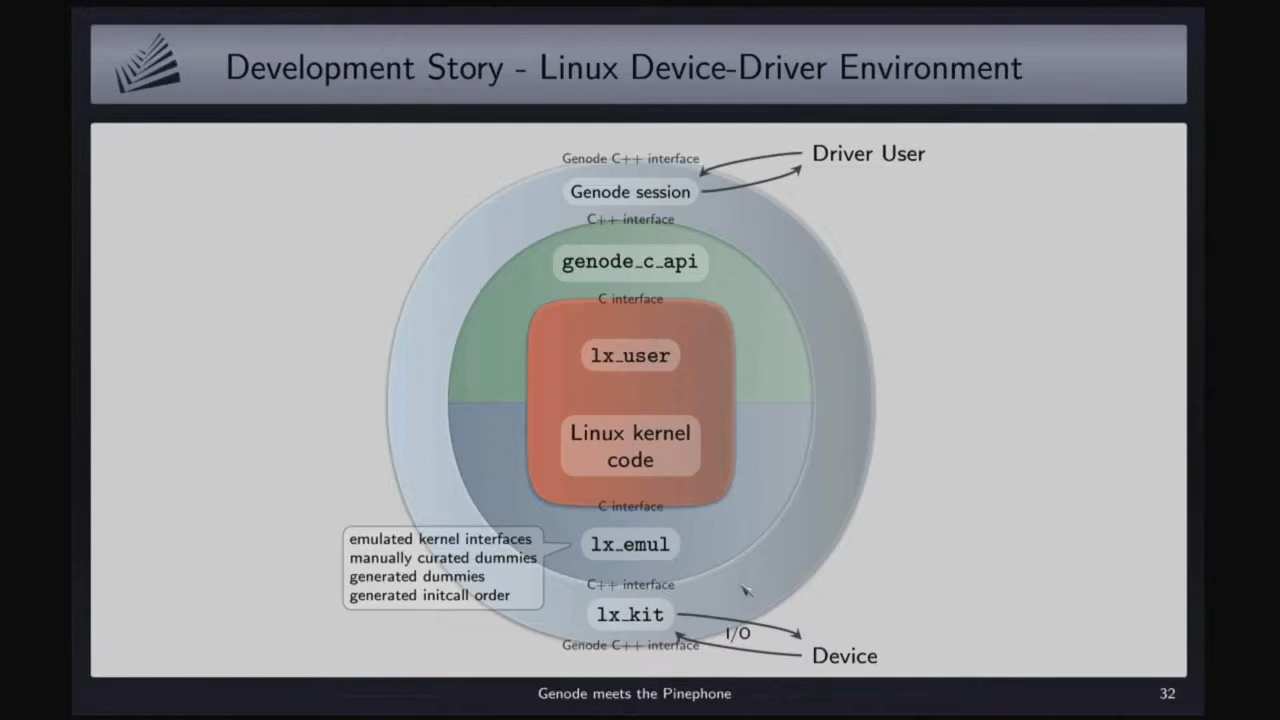 Development Story - Linux Device-Driver Environment
Genode C++ interface
Driver User
Genode session
C++ interface
genode_c_api
C interface
lx_user
Linux kernel
code
C interface
emulated kernel interfaces
manually curated dummies
generated dummies
generated initcall order
lx_emul
C++ interface
lx_kit
I/O
Genode C++ interface
Device
Genode meets the Pinephone
32